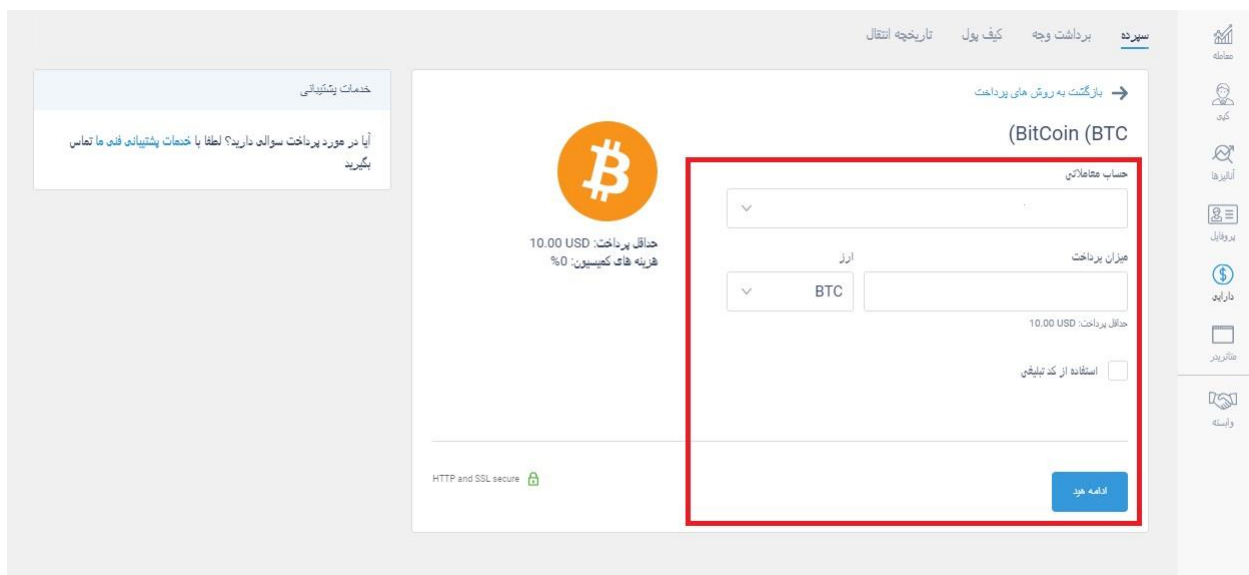 سپرده برداشت وجه کیف پول تاریخچه انتقال
بازگشت به روش های پرداخت
(BitCoin (BTC
حساب معاملاتی
میزان پرداخت
ارز
BTC
حداقل پرداخت: 10.00 USD
استفاده از کد تبلیغی
ادامه هید
حداقل پرداخت: 10.00 USD
هزینه های کمیسیون: 0%
HTTP and SSL secure
خدمات پشتیبانی
آیا در مورد پرداخت سوالی دارید؟ لطفا با خدمات پشتیبانی فنی ما تماس
بگیرید
معامله
کپی
آنالیزها
پروفایل
دارایی
متاتریدر
وابسته